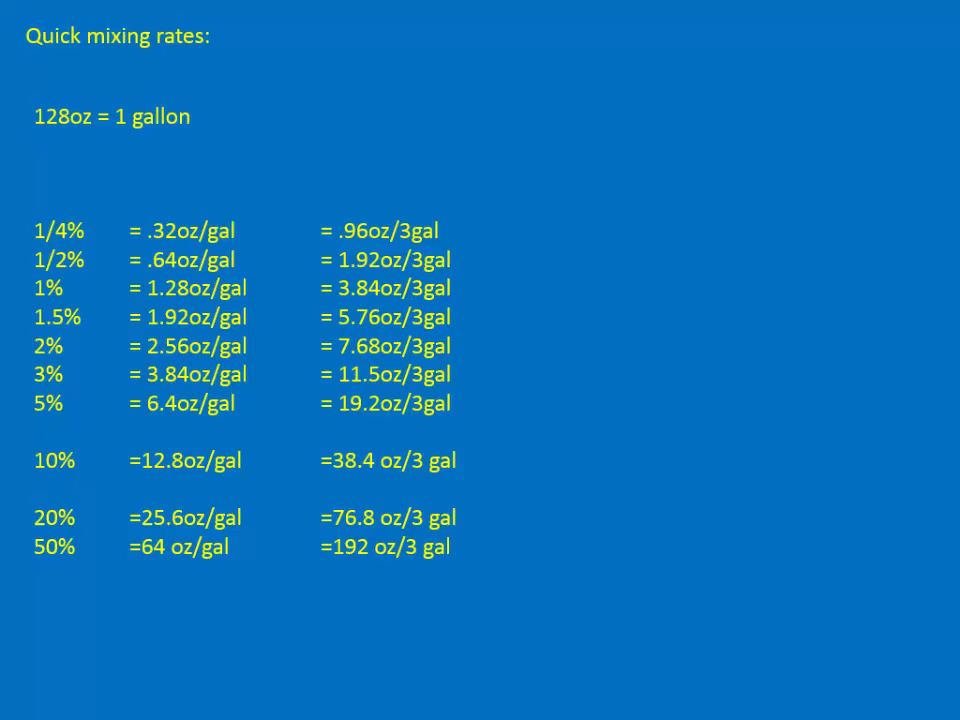 Quick mixing rates:
128oz = 1 gallon
1/4% = .32oz/gal = .96oz/3gal
1/2% = .64oz/gal = 1.92oz/3gal
1% = 1.28oz/gal = 3.84oz/3gal
1.5% = 1.92oz/gal = 5.76oz/3gal
2% = 2.56oz/gal = 7.68oz/3gal
3% = 3.84oz/gal = 11.5oz/3gal
5% = 6.4oz/gal = 19.2oz/3gal
10% =12.8oz/gal =38.4 oz/3 gal
20% =25.6oz/gal =76.8 oz/3 gal
50% =64 oz/gal =192 oz/3 gal